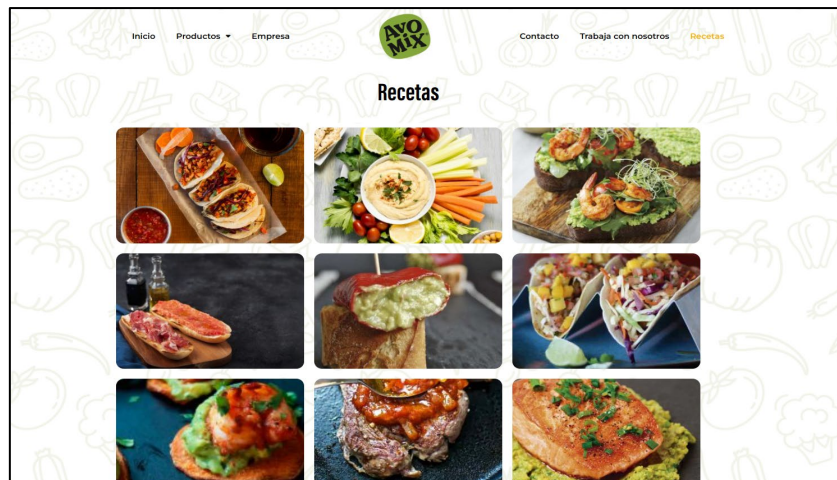 Inicio Productos Empresa
AVO
MiX
Contacto Trabaja con nosotros Recetas
Recetas